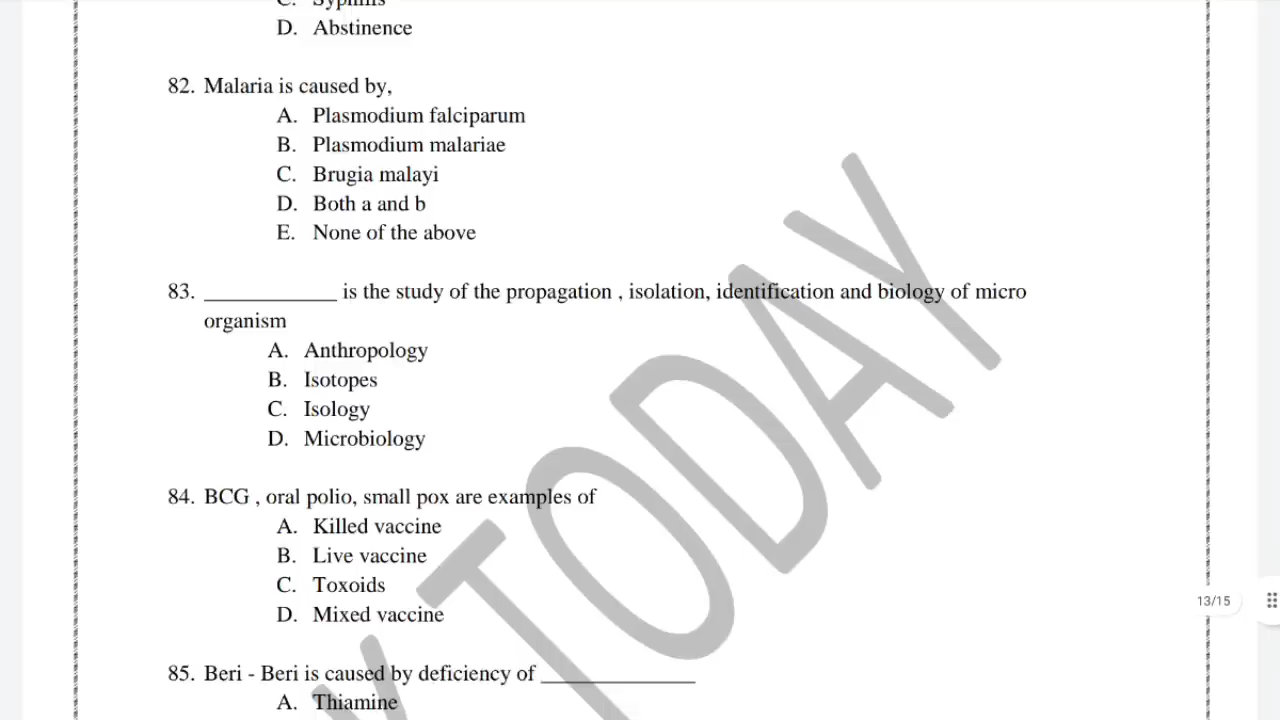 C. Syphilis
D. Abstinence
82. Malaria is caused by,
A. Plasmodium falciparum
B. Plasmodium malariae
C. Brugia malayi
D. Both a and b
E. None of the above
83. ____________ is the study of the propagation , isolation, identification and biology of micro
organism
A. Anthropology
B. Isotopes
C. Isology
D. Microbiology
84. BCG , oral polio, small pox are examples of
A. Killed vaccine
B. Live vaccine
C. Toxoids
D. Mixed vaccine
13/15
85. Beri - Beri is caused by deficiency of ______________
A. Thiamine
Y TODAY